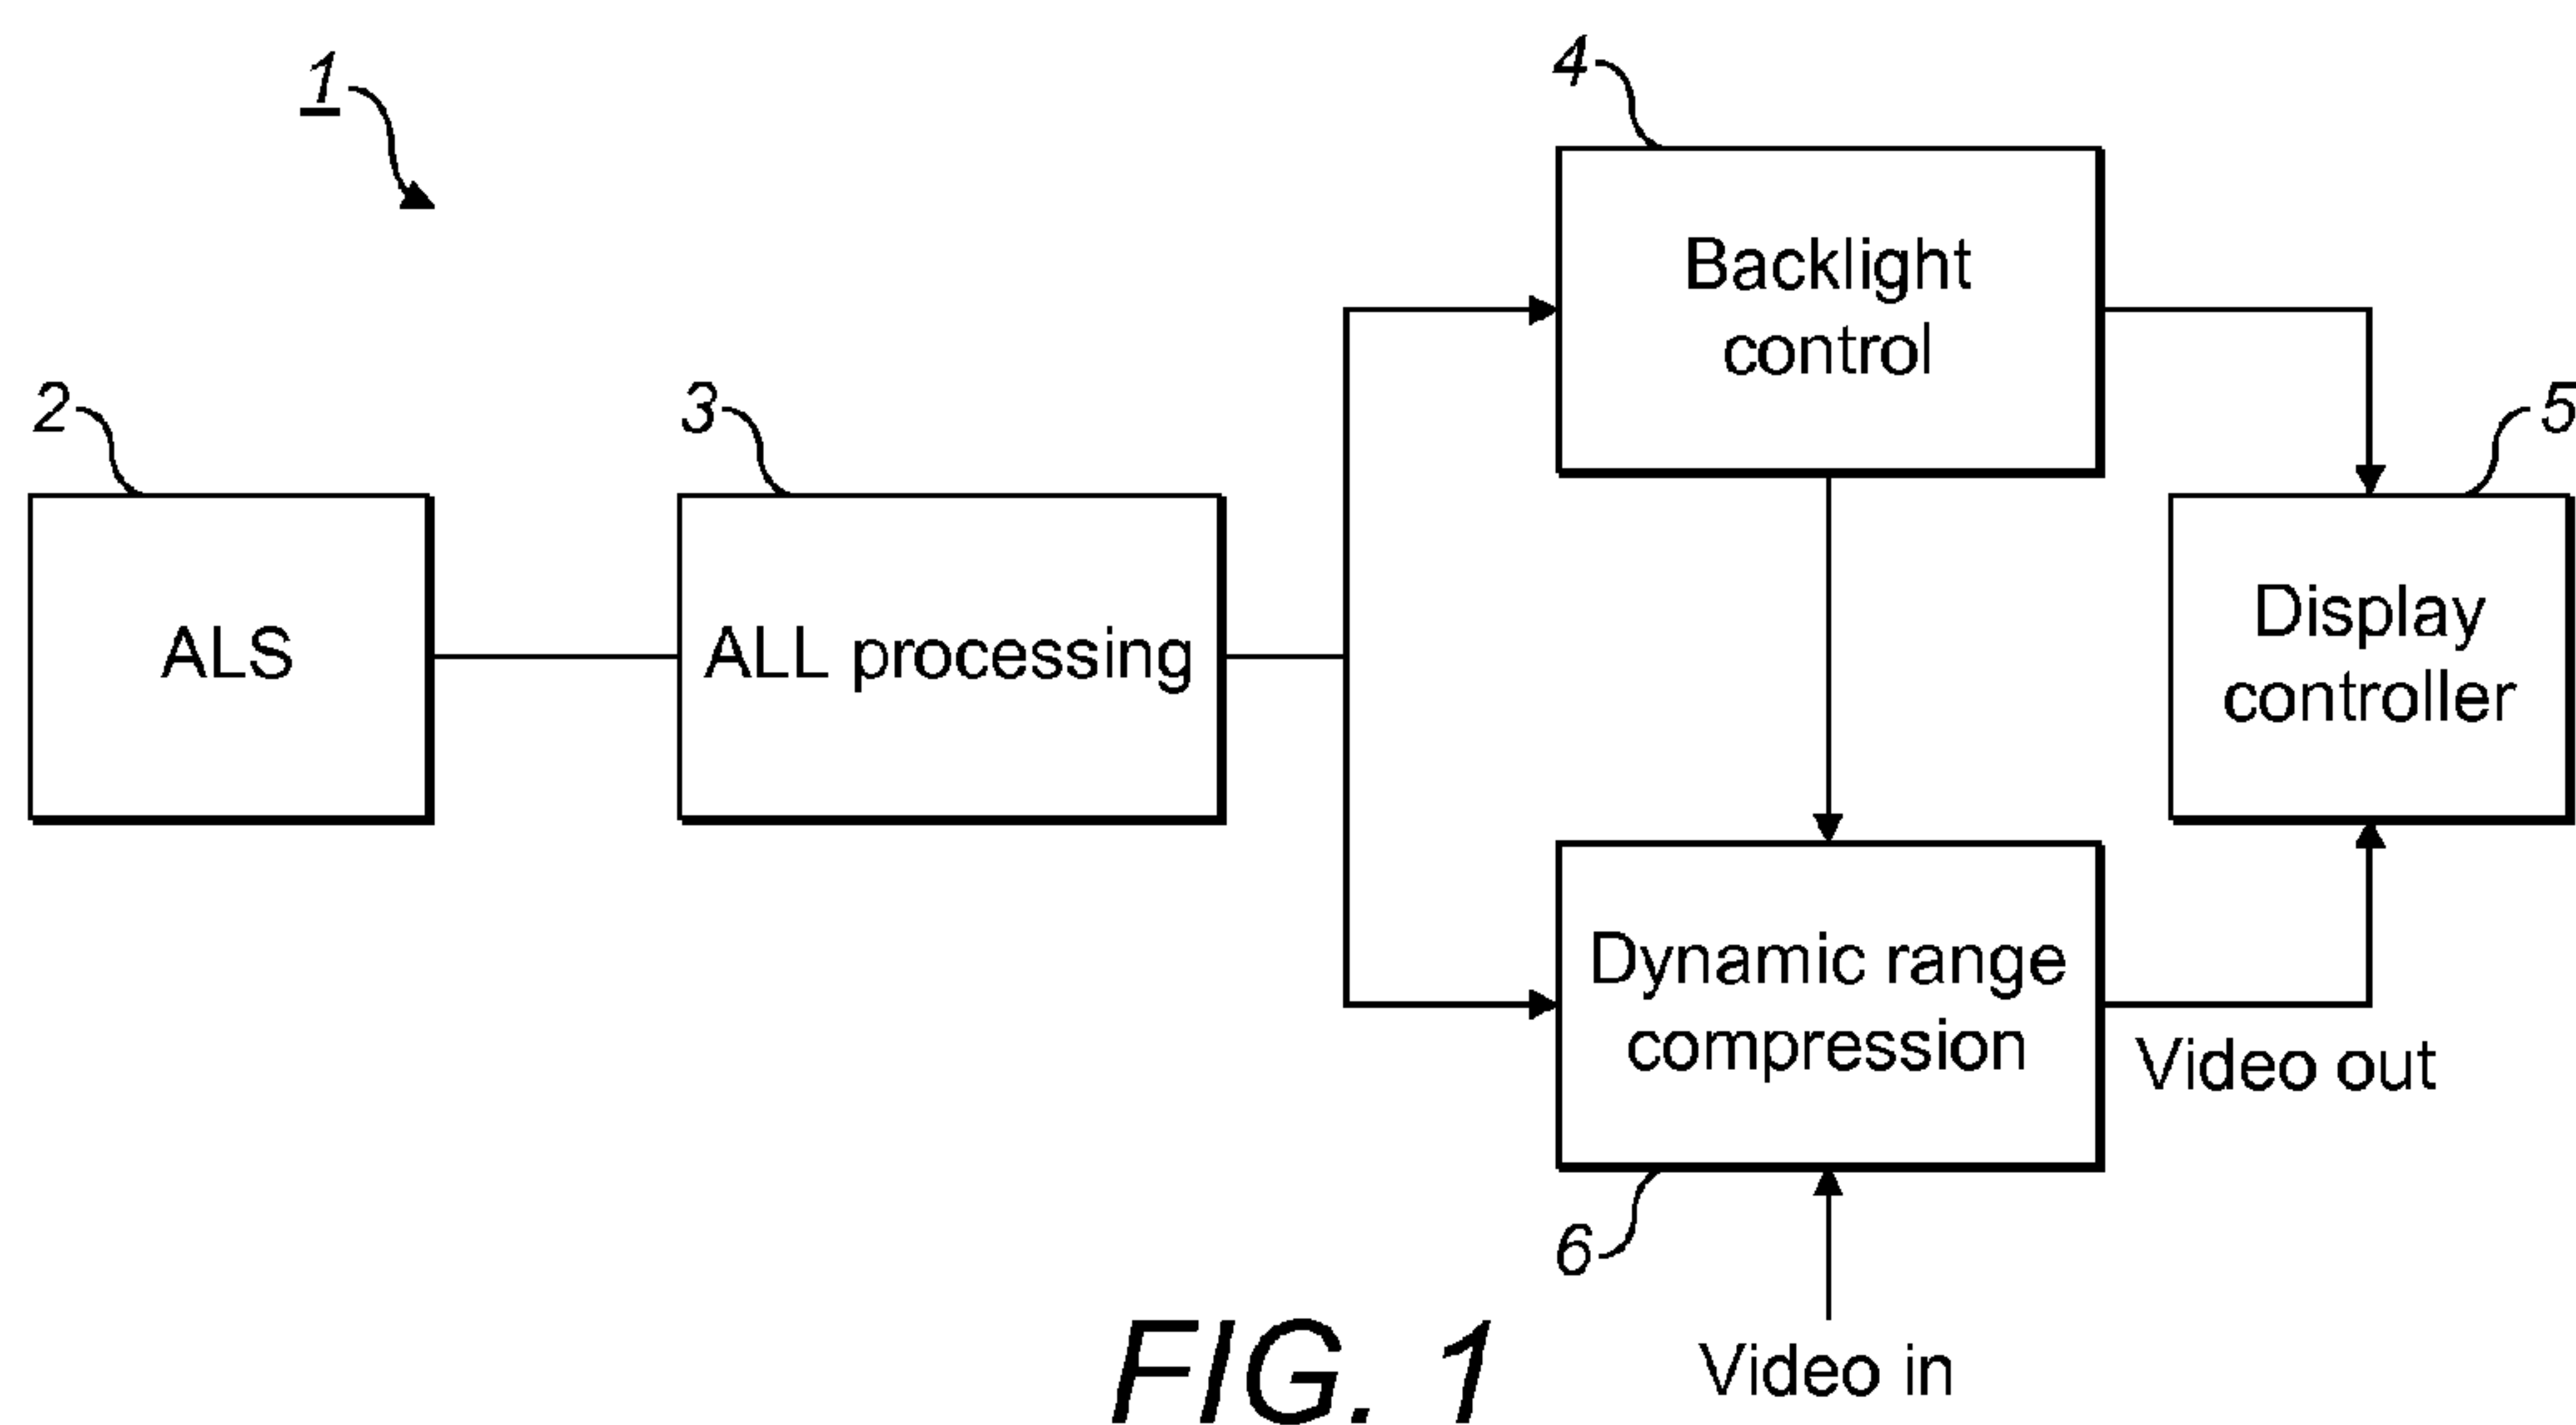 1
4
Backlight
control
2
3
5
ALS
ALL processing
Display
controller
Dynamic range
compression
Video out
6
Video in
FIG. 1